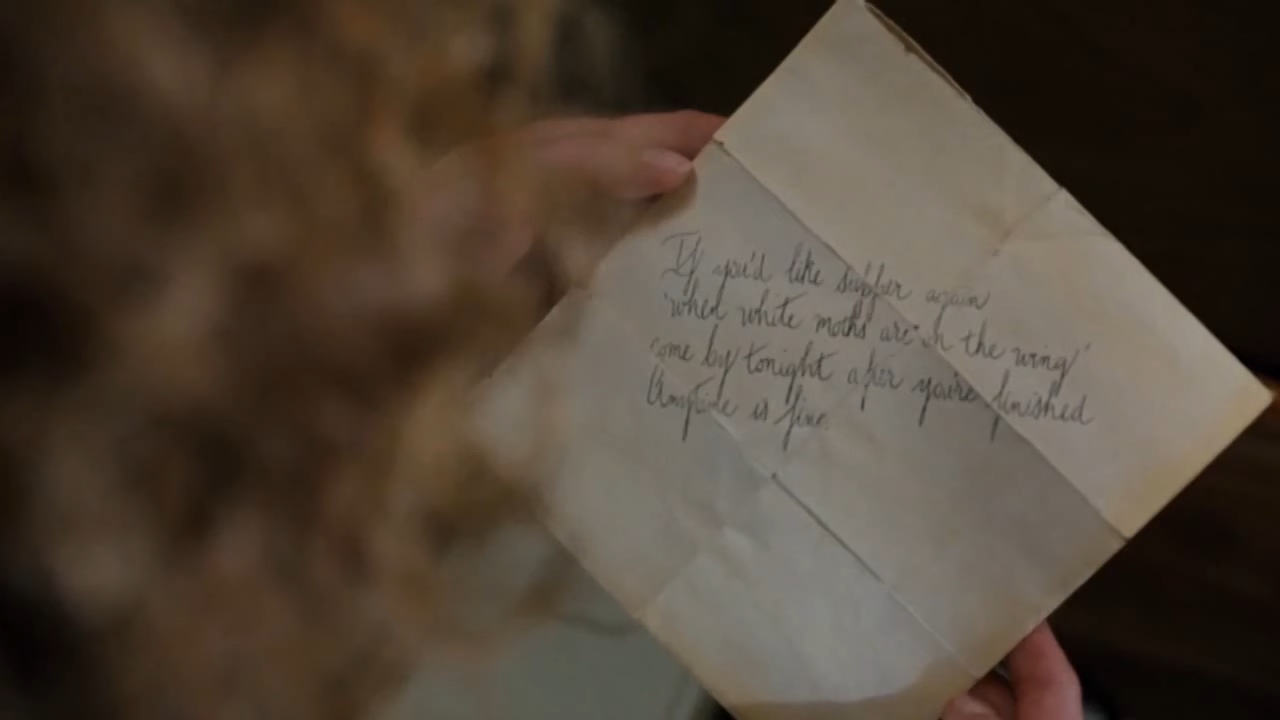 If you'd like supper again
'when white moths are on the wing'
come by tonight after you're finished
Anytime is fine.